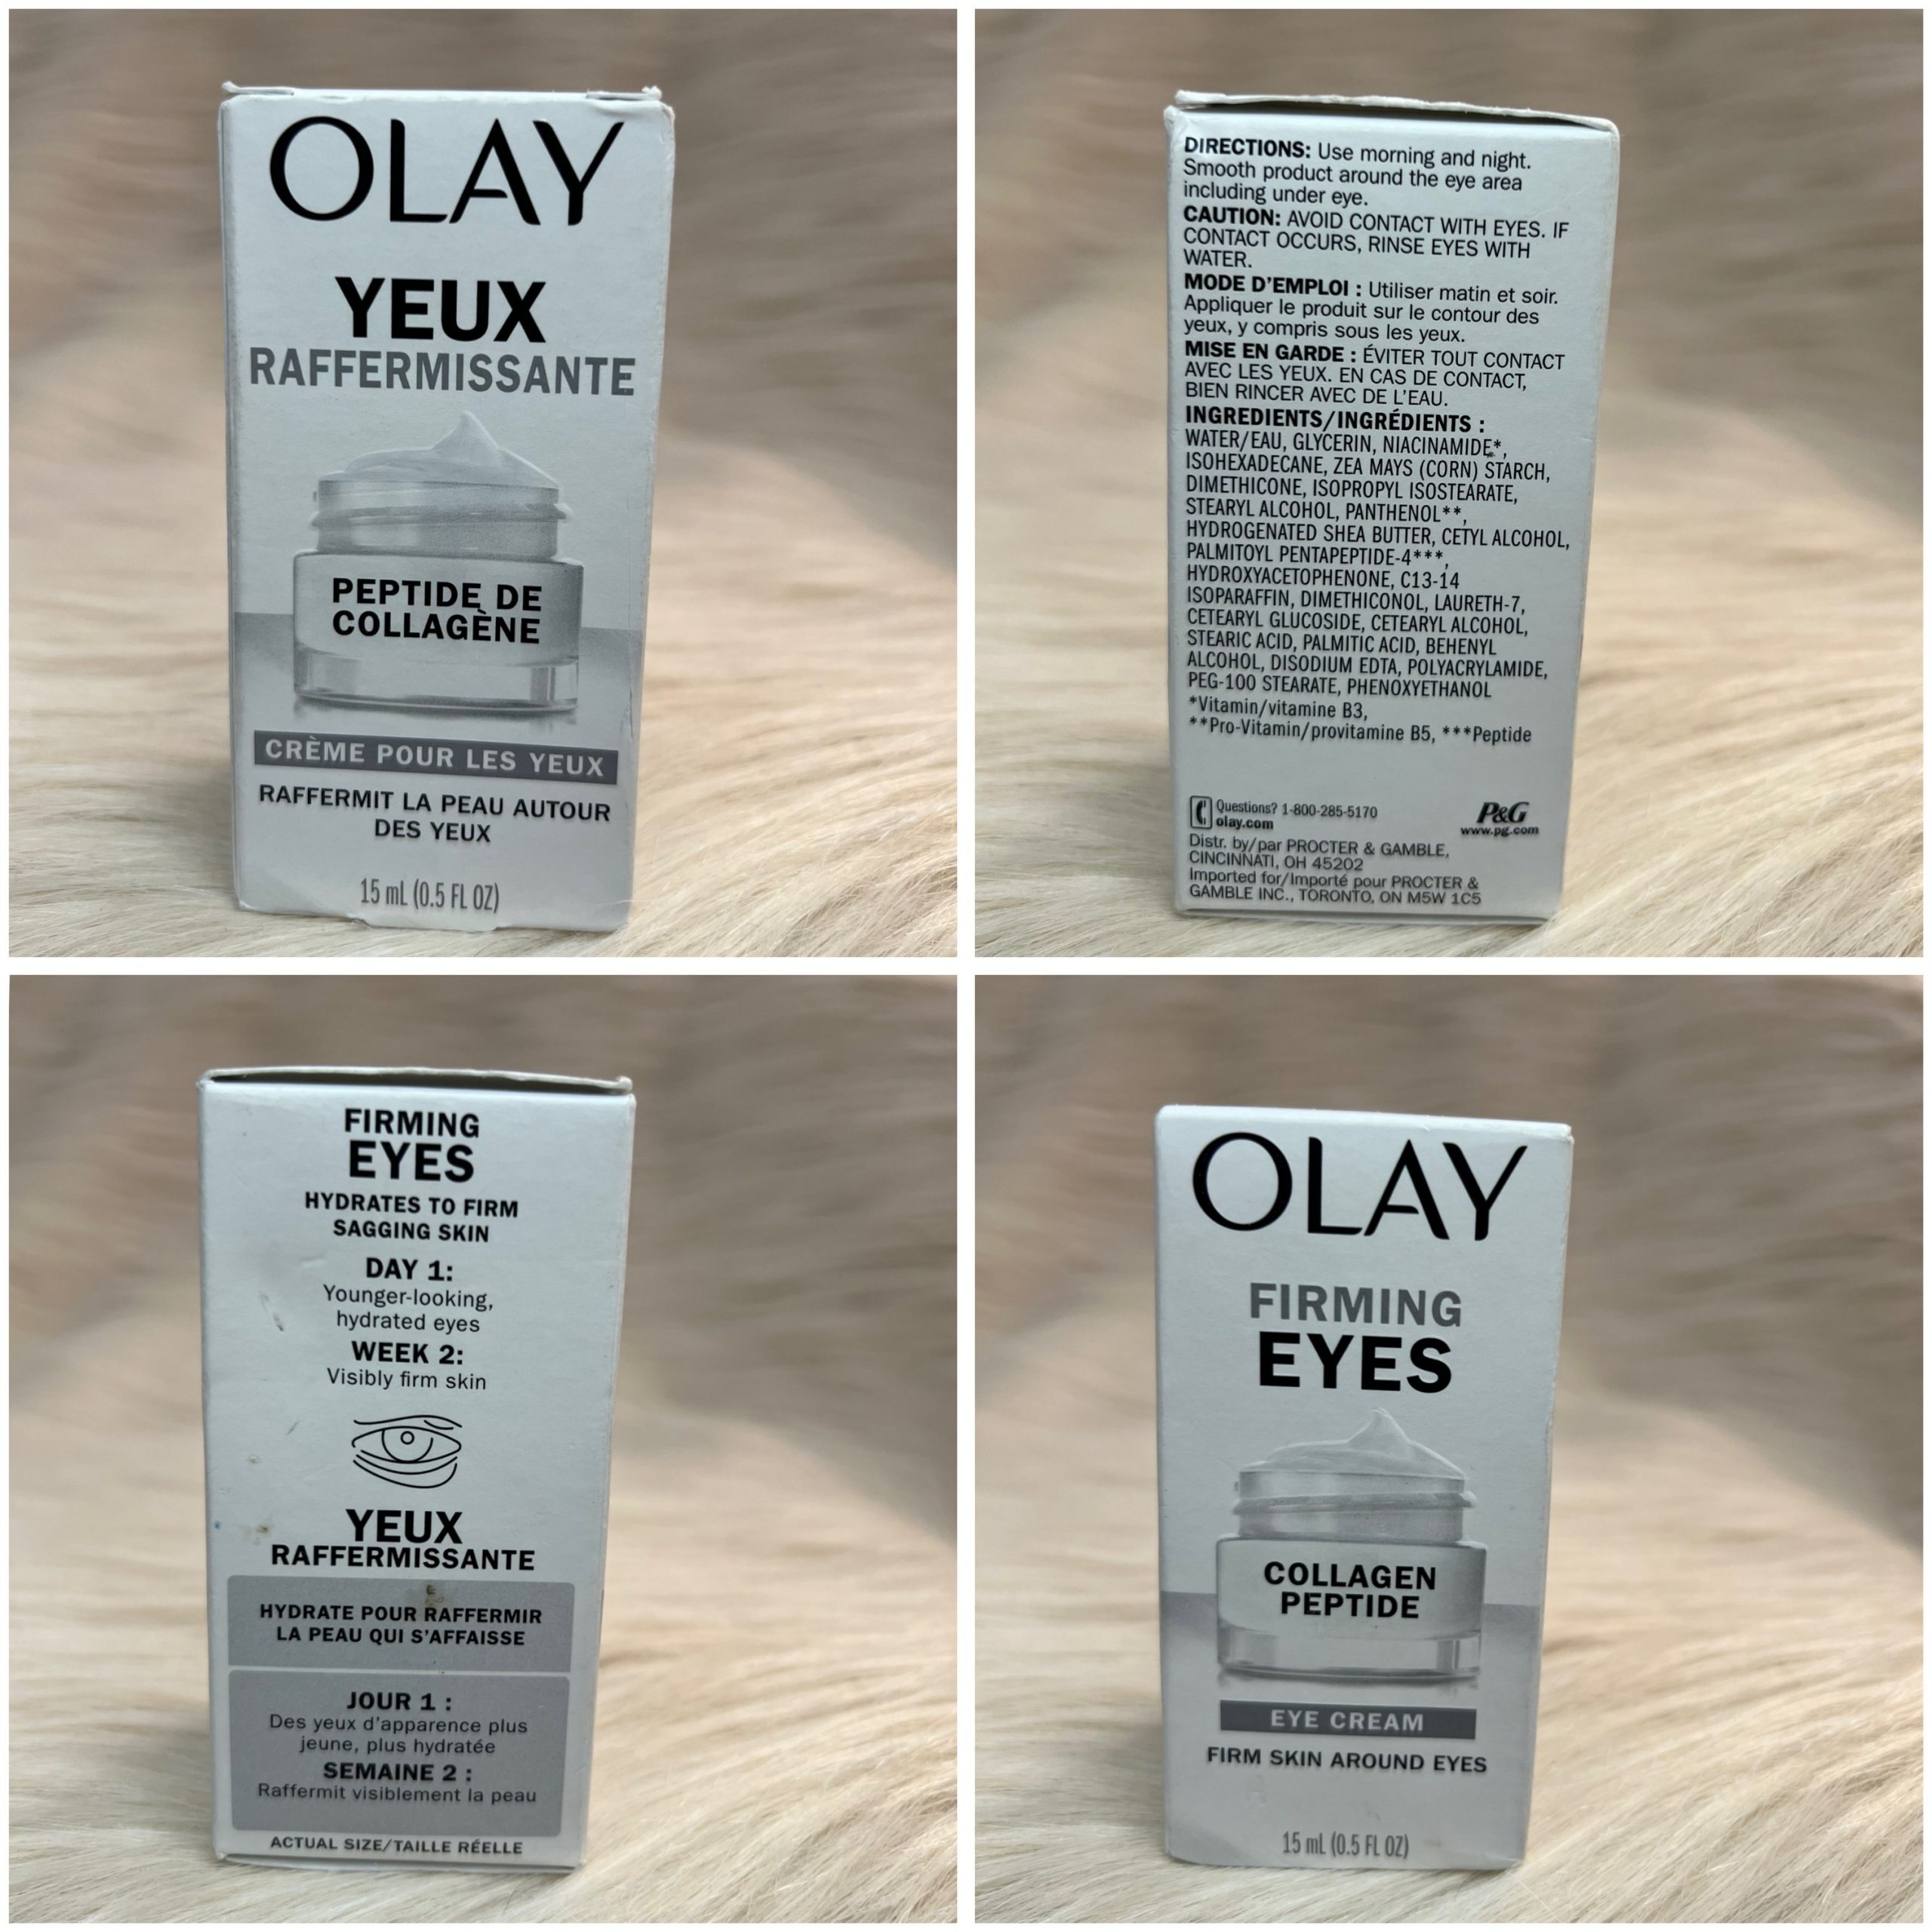 OLAY
YEUX
RAFFERMISSANTE
PEPTIDE DE
COLLAGÈNE
CRÈME POUR LES YEUX
RAFFERMIT LA PEAU AUTOUR
DES YEUX
15 mL (0.5 FL OZ)
DIRECTIONS: Use morning and night.
Smooth product around the eye area
including under eye.
CAUTION: AVOID CONTACT WITH EYES. IF
CONTACT OCCURS, RINSE EYES WITH
WATER.
MODE D'EMPLOI : Utiliser matin et soir.
Appliquer le produit sur le contour des
yeux, y compris sous les yeux.
MISE EN GARDE : ÉVITER TOUT CONTACT
AVEC LES YEUX. EN CAS DE CONTACT,
BIEN RINCER AVEC DE L'EAU.
INGREDIENTS/INGRÉDIENTS :
WATER/EAU, GLYCERIN, NIACINAMIDE*,
ISOHEXADECANE, ZEA MAYS (CORN) STARCH,
DIMETHICONE, ISOPROPYL ISOSTEARATE,
STEARYL ALCOHOL, PANTHENOL**,
HYDROGENATED SHEA BUTTER, CETYL ALCOHOL,
PALMITOYL PENTAPEPTIDE-4***,
HYDROXYACETOPHENONE, C13-14
ISOPARAFFIN, DIMETHICONOL, LAURETH-7,
CETEARYL GLUCOSIDE, CETEARYL ALCOHOL,
STEARIC ACID, PALMITIC ACID, BEHENYL
ALCOHOL, DISODIUM EDTA, POLYACRYLAMIDE,
PEG-100 STEARATE, PHENOXYETHANOL
*Vitamin/vitamine B3,
**Pro-Vitamin/provitamine B5, ***Peptide
Questions? 1-800-285-5170
olay.com
P&G
www.pg.com
Distr. by/par PROCTER & GAMBLE,
CINCINNATI, OH 45202
Imported for/Importé pour PROCTER &
GAMBLE INC., TORONTO, ON M5W 1C5
FIRMING
EYES
HYDRATES TO FIRM
SAGGING SKIN
DAY 1:
Younger-looking,
hydrated eyes
WEEK 2:
Visibly firm skin
YEUX
RAFFERMISSANTE
HYDRATE POUR RAFFERMIR
LA PEAU QUI S'AFFAISSE
JOUR 1 :
Des yeux d'apparence plus
jeune, plus hydratée
SEMAINE 2 :
Raffermit visiblement la peau
ACTUAL SIZE/TAILLE RÉELLE
OLAY
FIRMING
EYES
COLLAGEN
PEPTIDE
EYE CREAM
FIRM SKIN AROUND EYES
15 mL (0.5 FL OZ)